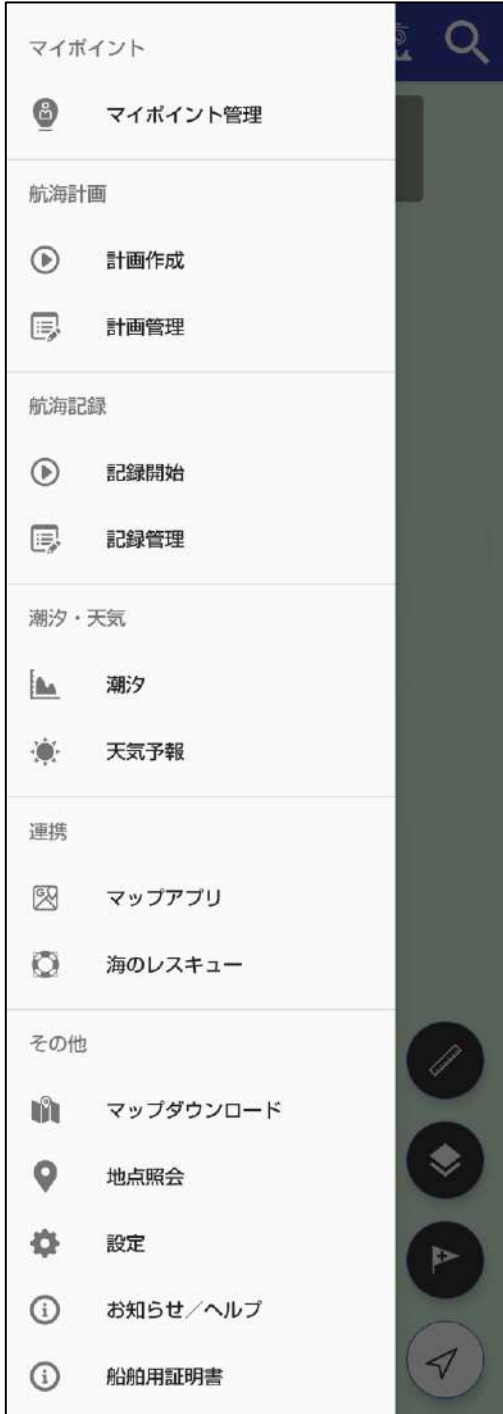 マイポイント
マイポイント管理
航海計画
計画作成
計画管理
航海記録
記録開始
記録管理
潮汐・天気
潮汐
天気予報
連携
マップアプリ
海のレスキュー
その他
マップダウンロード
地点照会
設定
お知らせ／ヘルプ
船舶用証明書